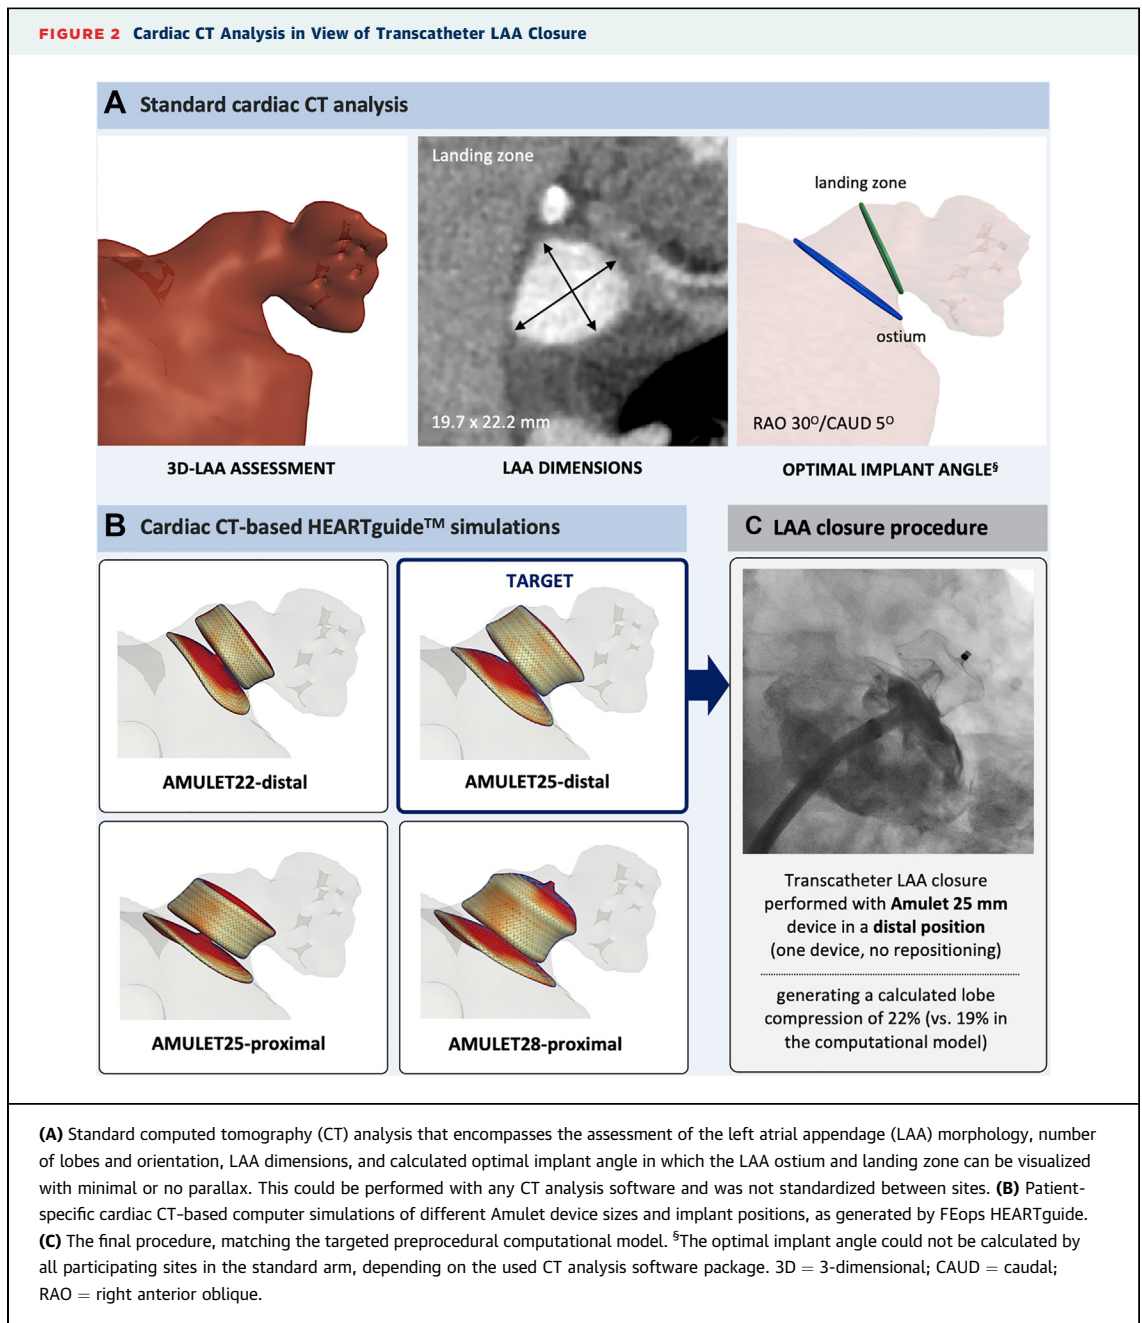 FIGURE 2 Cardiac CT Analysis in View of Transcatheter LAA Closure
A Standard cardiac CT analysis
Landing zone
19.7 x 22.2 mm
landing zone
ostium
RAO 30⁰/CAUD 5⁰
3D-LAA ASSESSMENT
LAA DIMENSIONS
OPTIMAL IMPLANT ANGLE§
B Cardiac CT-based HEARTguide™ simulations
AMULET22-distal
TARGET
AMULET25-distal
AMULET25-proximal
AMULET28-proximal
C LAA closure procedure
Transcatheter LAA closure
performed with Amulet 25 mm
device in a distal position
(one device, no repositioning)
generating a calculated lobe
compression of 22% (vs. 19% in
the computational model)
(A) Standard computed tomography (CT) analysis that encompasses the assessment of the left atrial appendage (LAA) morphology, number
of lobes and orientation, LAA dimensions, and calculated optimal implant angle in which the LAA ostium and landing zone can be visualized
with minimal or no parallax. This could be performed with any CT analysis software and was not standardized between sites. (B) Patient-
specific cardiac CT-based computer simulations of different Amulet device sizes and implant positions, as generated by FEops HEARTguide.
(C) The final procedure, matching the targeted preprocedural computational model. §The optimal implant angle could not be calculated by
all participating sites in the standard arm, depending on the used CT analysis software package. 3D = 3-dimensional; CAUD = caudal;
RAO = right anterior oblique.